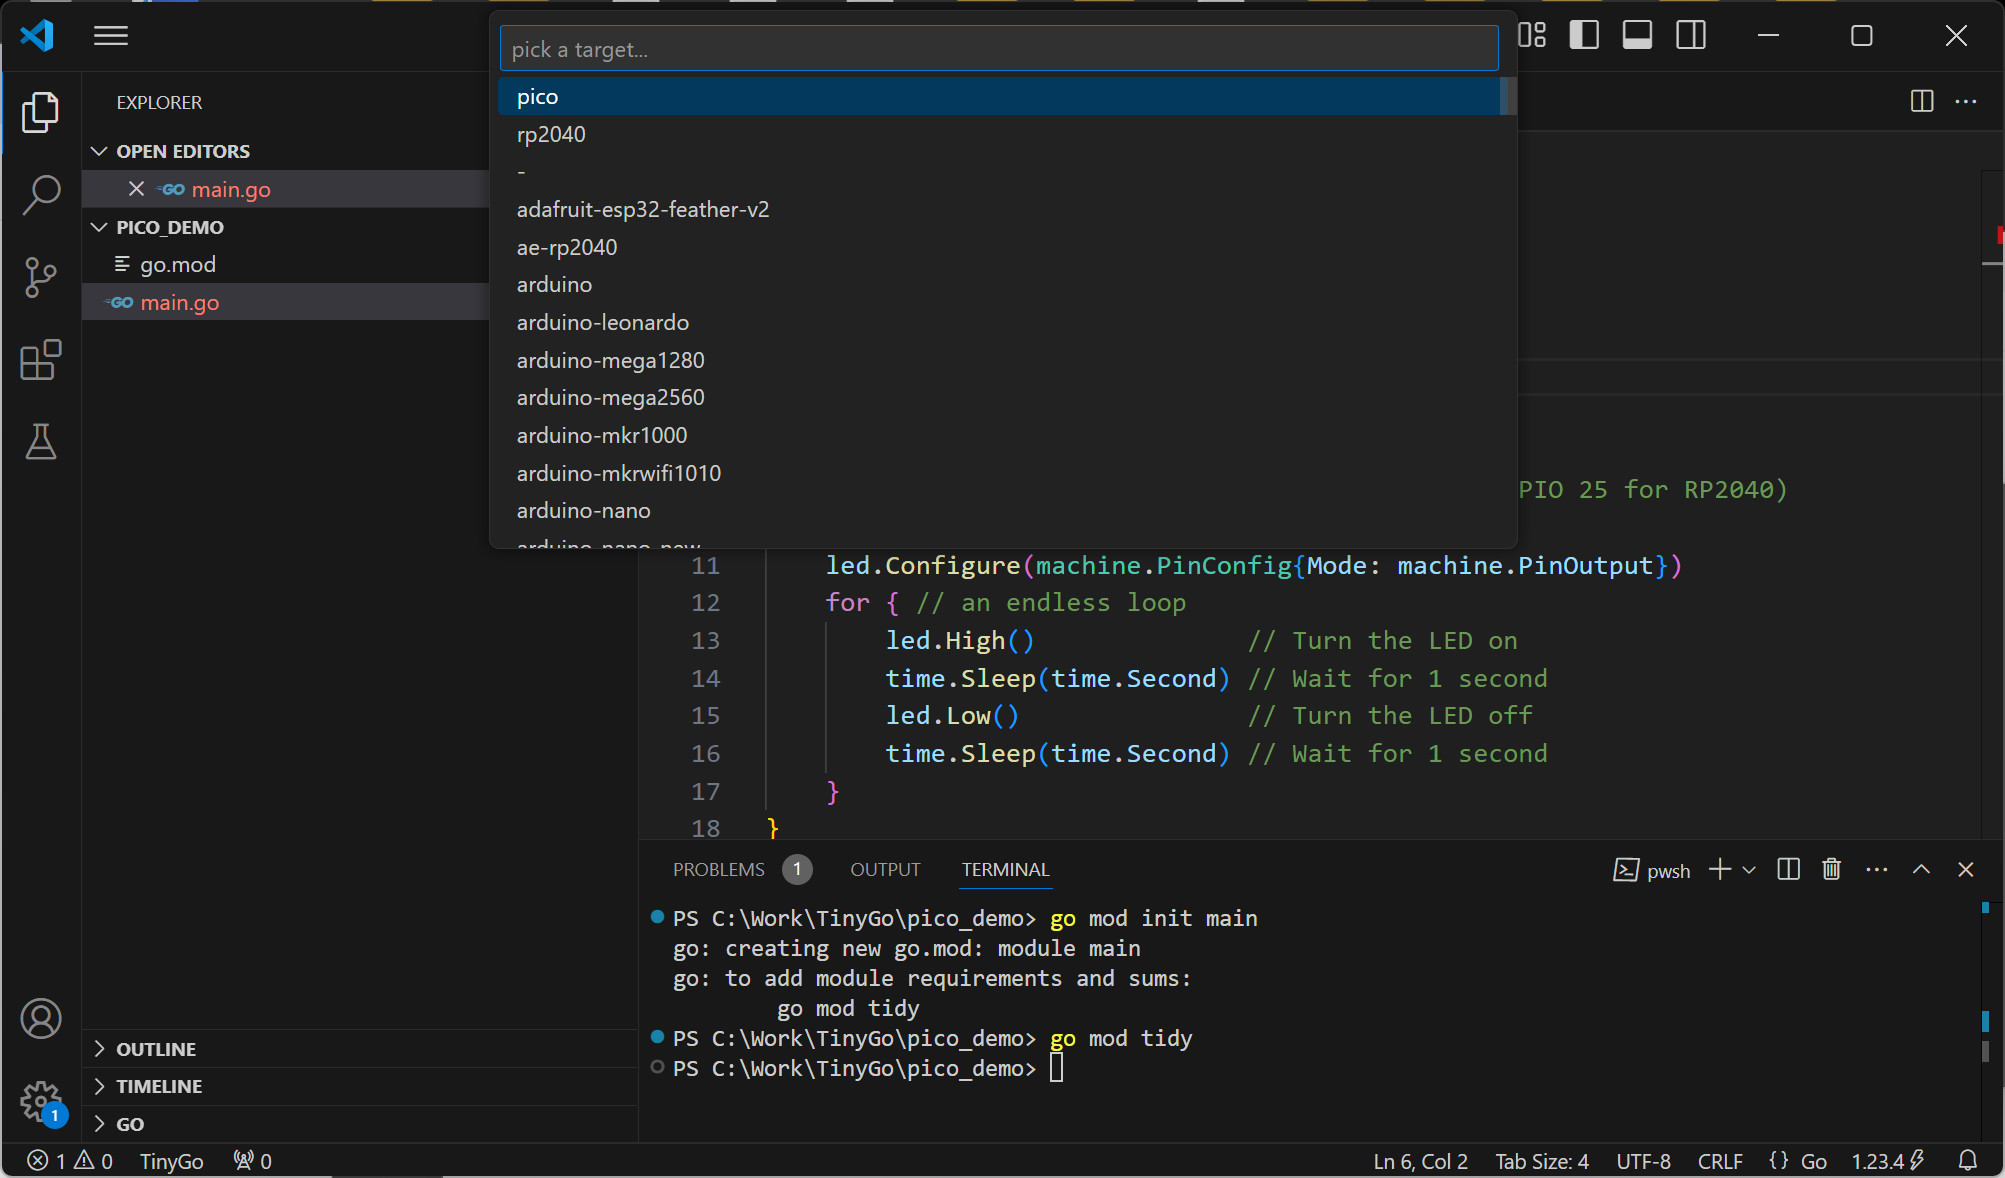 pick a target...
pico
rp2040
-
adafruit-esp32-feather-v2
ae-rp2040
arduino
arduino-leonardo
arduino-mega1280
arduino-mega2560
arduino-mkr1000
arduino-mkrwifi1010
arduino-nano
arduino-nano-new
EXPLORER
OPEN EDITORS
GO main.go
PICO_DEMO
go.mod
GO main.go
OUTLINE
TIMELINE
GO
1
PIO 25 for RP2040)
11 led.Configure(machine.PinConfig{Mode: machine.PinOutput})
12 for { // an endless loop
13 led.High() // Turn the LED on
14 time.Sleep(time.Second) // Wait for 1 second
15 led.Low() // Turn the LED off
16 time.Sleep(time.Second) // Wait for 1 second
17 }
18 }
PROBLEMS 1 OUTPUT TERMINAL pwsh
PS C:\Work\TinyGo\pico_demo> go mod init main
go: creating new go.mod: module main
go: to add module requirements and sums:
go mod tidy
PS C:\Work\TinyGo\pico_demo> go mod tidy
PS C:\Work\TinyGo\pico_demo>
1 0 TinyGo 0 Ln 6, Col 2 Tab Size: 4 UTF-8 CRLF {} Go 1.23.4